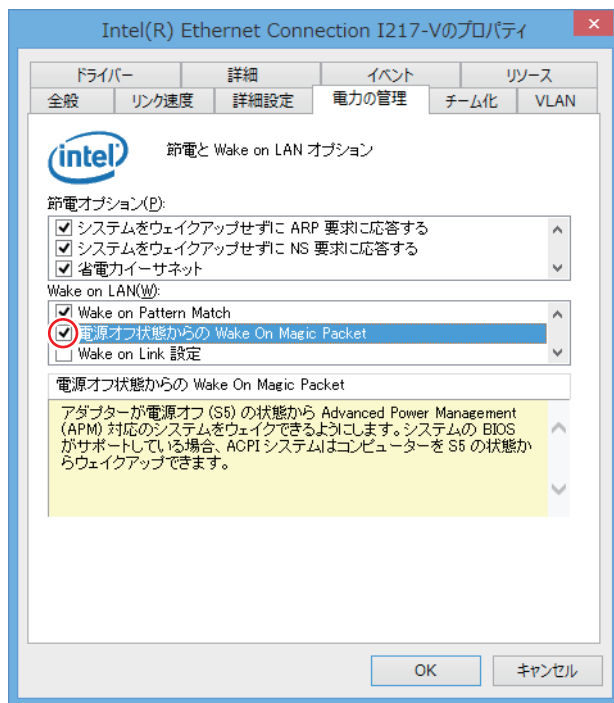 Intel(R) Ethernet Connection I217-Vのプロパティ
×
ドライバー 詳細 イベント リソース
全般 リンク速度 詳細設定 電力の管理 チーム化 VLAN
intel 節電と Wake on LAN オプション
節電オプション(P):
システムをウェイクアップせずに ARP 要求に応答する
システムをウェイクアップせずに NS 要求に応答する
省電力イーサネット
Wake on LAN(W):
Wake on Pattern Match
電源オフ状態からの Wake On Magic Packet
Wake on Link 設定
電源オフ状態からの Wake On Magic Packet
アダプターが電源オフ (S5) の状態から Advanced Power Management
(APM) 対応のシステムをウェイクできるようにします。システムの BIOS
がサポートしている場合、ACPI システムはコンピューターを S5 の状態か
らウェイクアップできます。
OK キャンセル